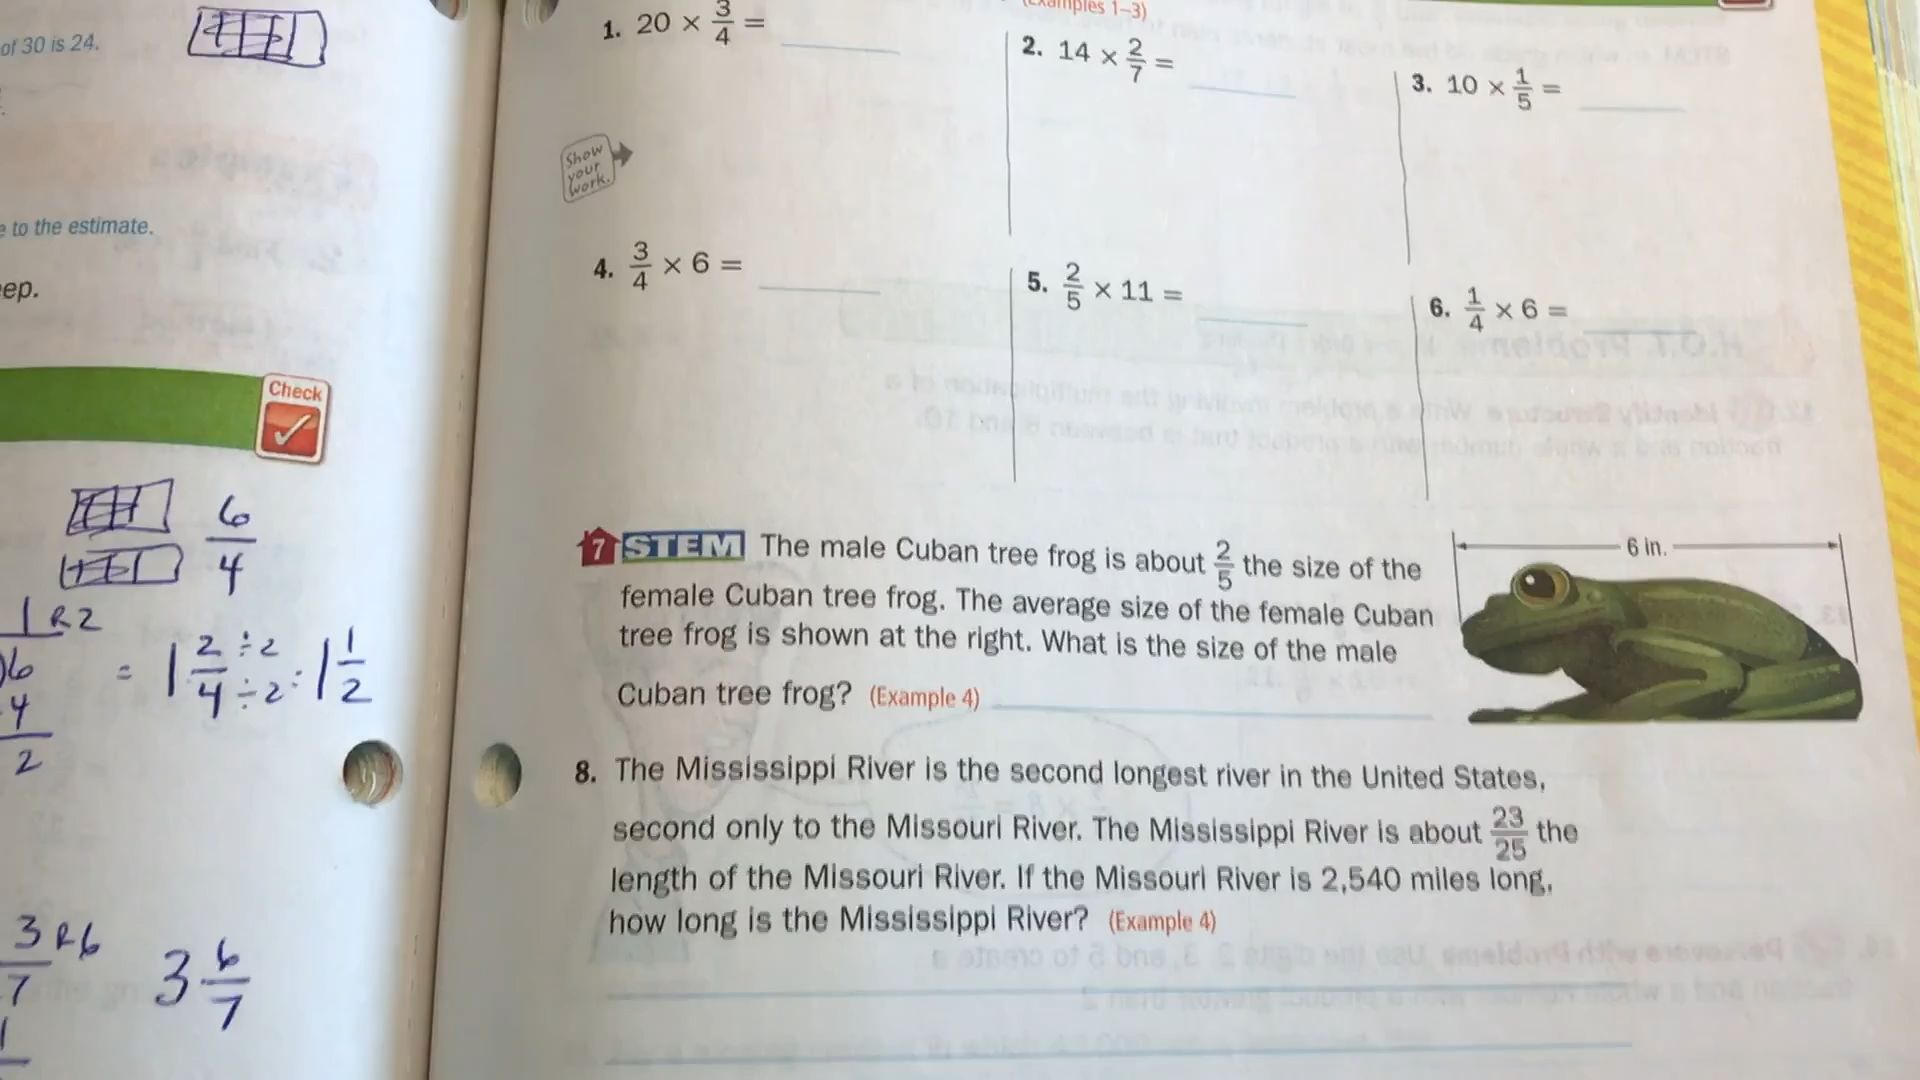 of 30 is 24.
e to the estimate.
ep.
Check
6/4
1 R2
6
4
2
= 1 2/4 ÷2 ÷2 : 1 1/2
3 R6
7
3 6/7
(Examples 1–3)
1. 20 × 3/4 =
2. 14 × 2/7 =
3. 10 × 1/5 =
Show
your
work.
4. 3/4 × 6 =
5. 2/5 × 11 =
6. 1/4 × 6 =
7 STEM The male Cuban tree frog is about 2/5 the size of the
female Cuban tree frog. The average size of the female Cuban
tree frog is shown at the right. What is the size of the male
Cuban tree frog? (Example 4)
6 in.
8. The Mississippi River is the second longest river in the United States,
second only to the Missouri River. The Mississippi River is about 23/25 the
length of the Missouri River. If the Missouri River is 2,540 miles long,
how long is the Mississippi River? (Example 4)